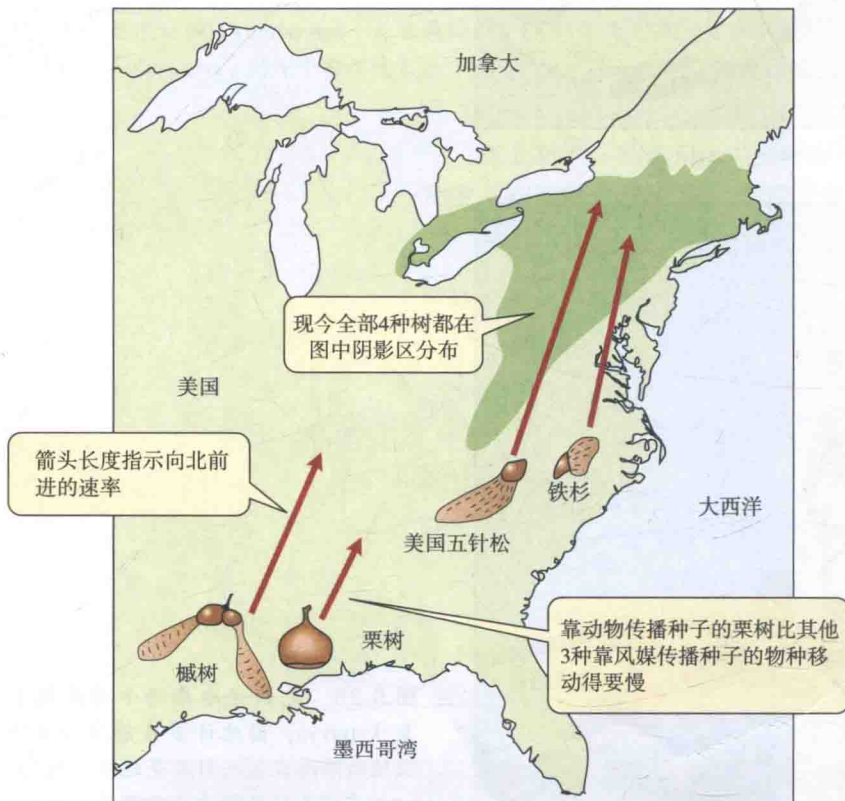 加拿大
现今全部4种树都在
图中阴影区分布
美国
箭头长度指示向北前
进的速率
铁杉
大西洋
美国五针松
靠动物传播种子的栗树比其他
3种靠风媒传播种子的物种移
动得要慢
栗树
槭树
墨西哥湾